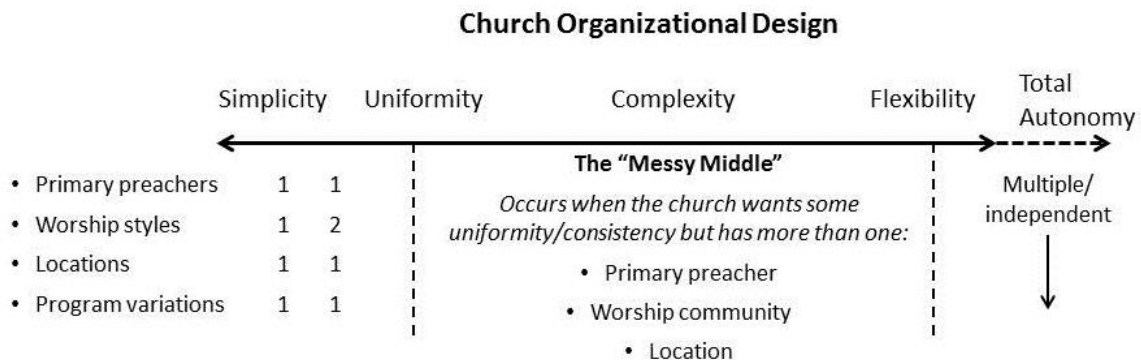 Church Organizational Design
Simplicity Uniformity Complexity Flexibility Total
Autonomy
The “Messy Middle”
• Primary preachers 1 1
• Worship styles 1 2
• Locations 1 1
• Program variations 1 1
Occurs when the church wants some
uniformity/consistency but has more than one:
• Primary preacher
• Worship community
• Location
Multiple/
independent